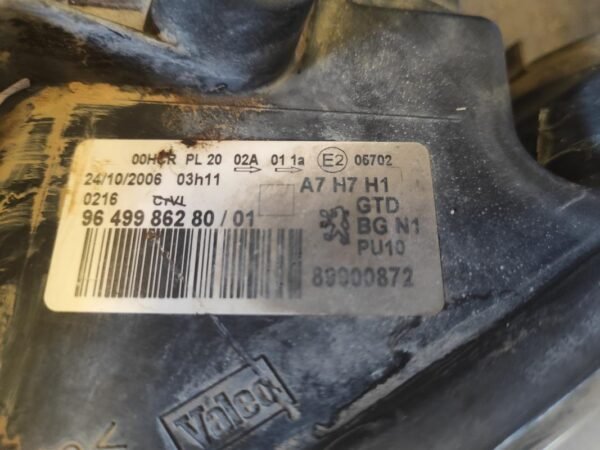 00HCR PL 20 02A 01 1a E2 06702
24/10/2006 03h11 A7 H7 H1
0216 GTD
96 499 862 80 / 01 BG N1
PU10
89900872
Valeo